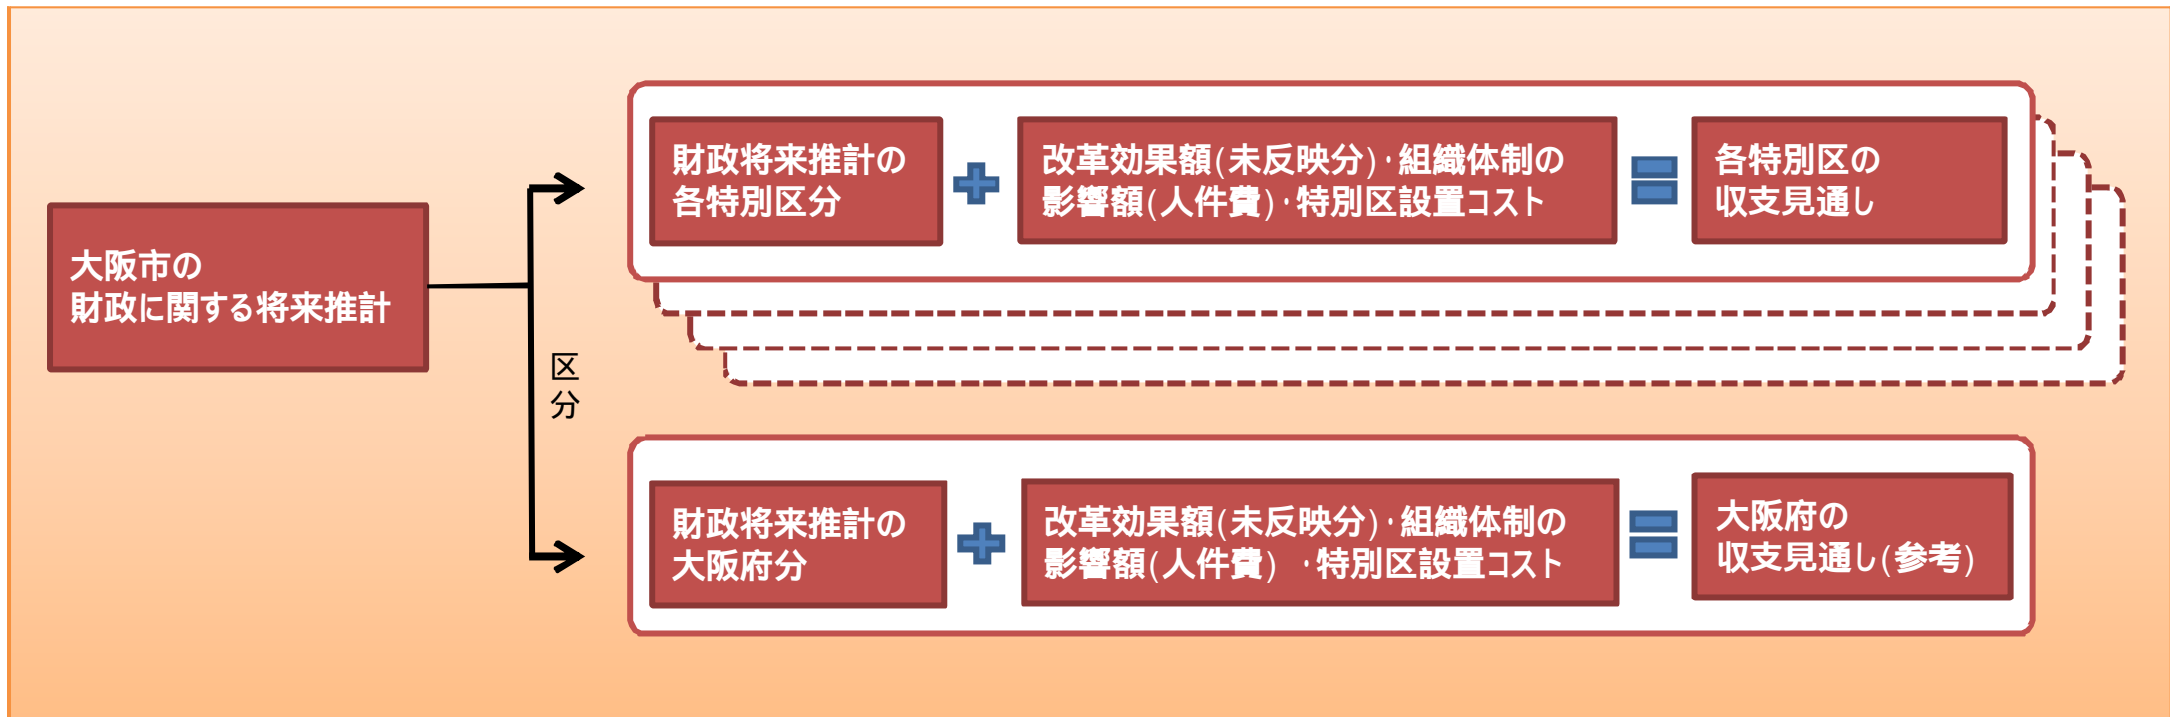 大阪市の
財政に関する将来推計
区
分
財政将来推計の
各特別区分
改革効果額(未反映分)・組織体制の
影響額(人件費)・特別区設置コスト
各特別区の
収支見通し
財政将来推計の
大阪府分
改革効果額(未反映分)・組織体制の
影響額(人件費) ・特別区設置コスト
大阪府の
収支見通し(参考)